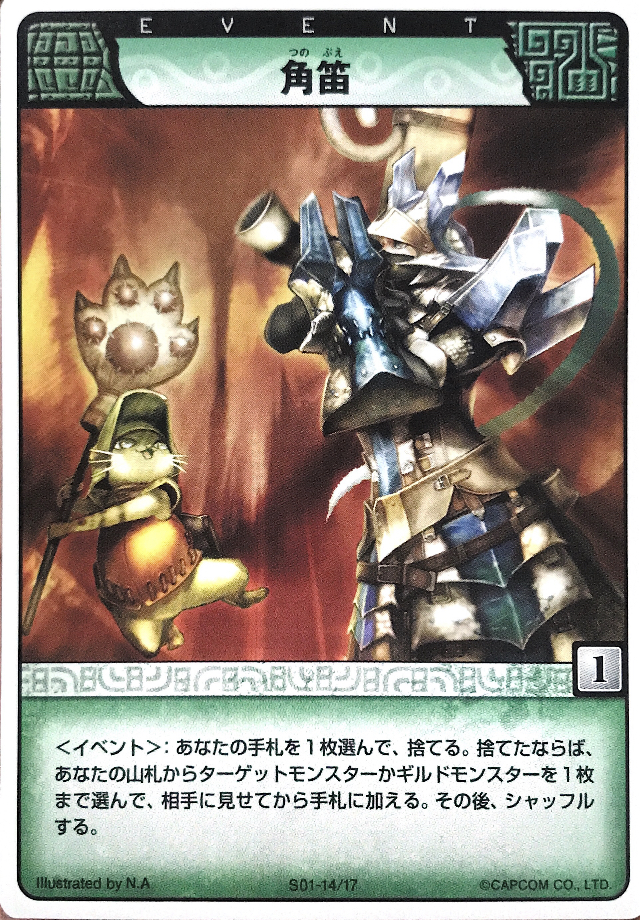 EVENT
つの ぶえ
角笛
1
＜イベント＞：あなたの手札を１枚選んで、捨てる。捨てたならば、
あなたの山札からターゲットモンスターかギルドモンスターを１枚
まで選んで、相手に見せてから手札に加える。その後、シャッフル
する。
Illustrated by N.A S01-14/17 ©CAPCOM CO., LTD.